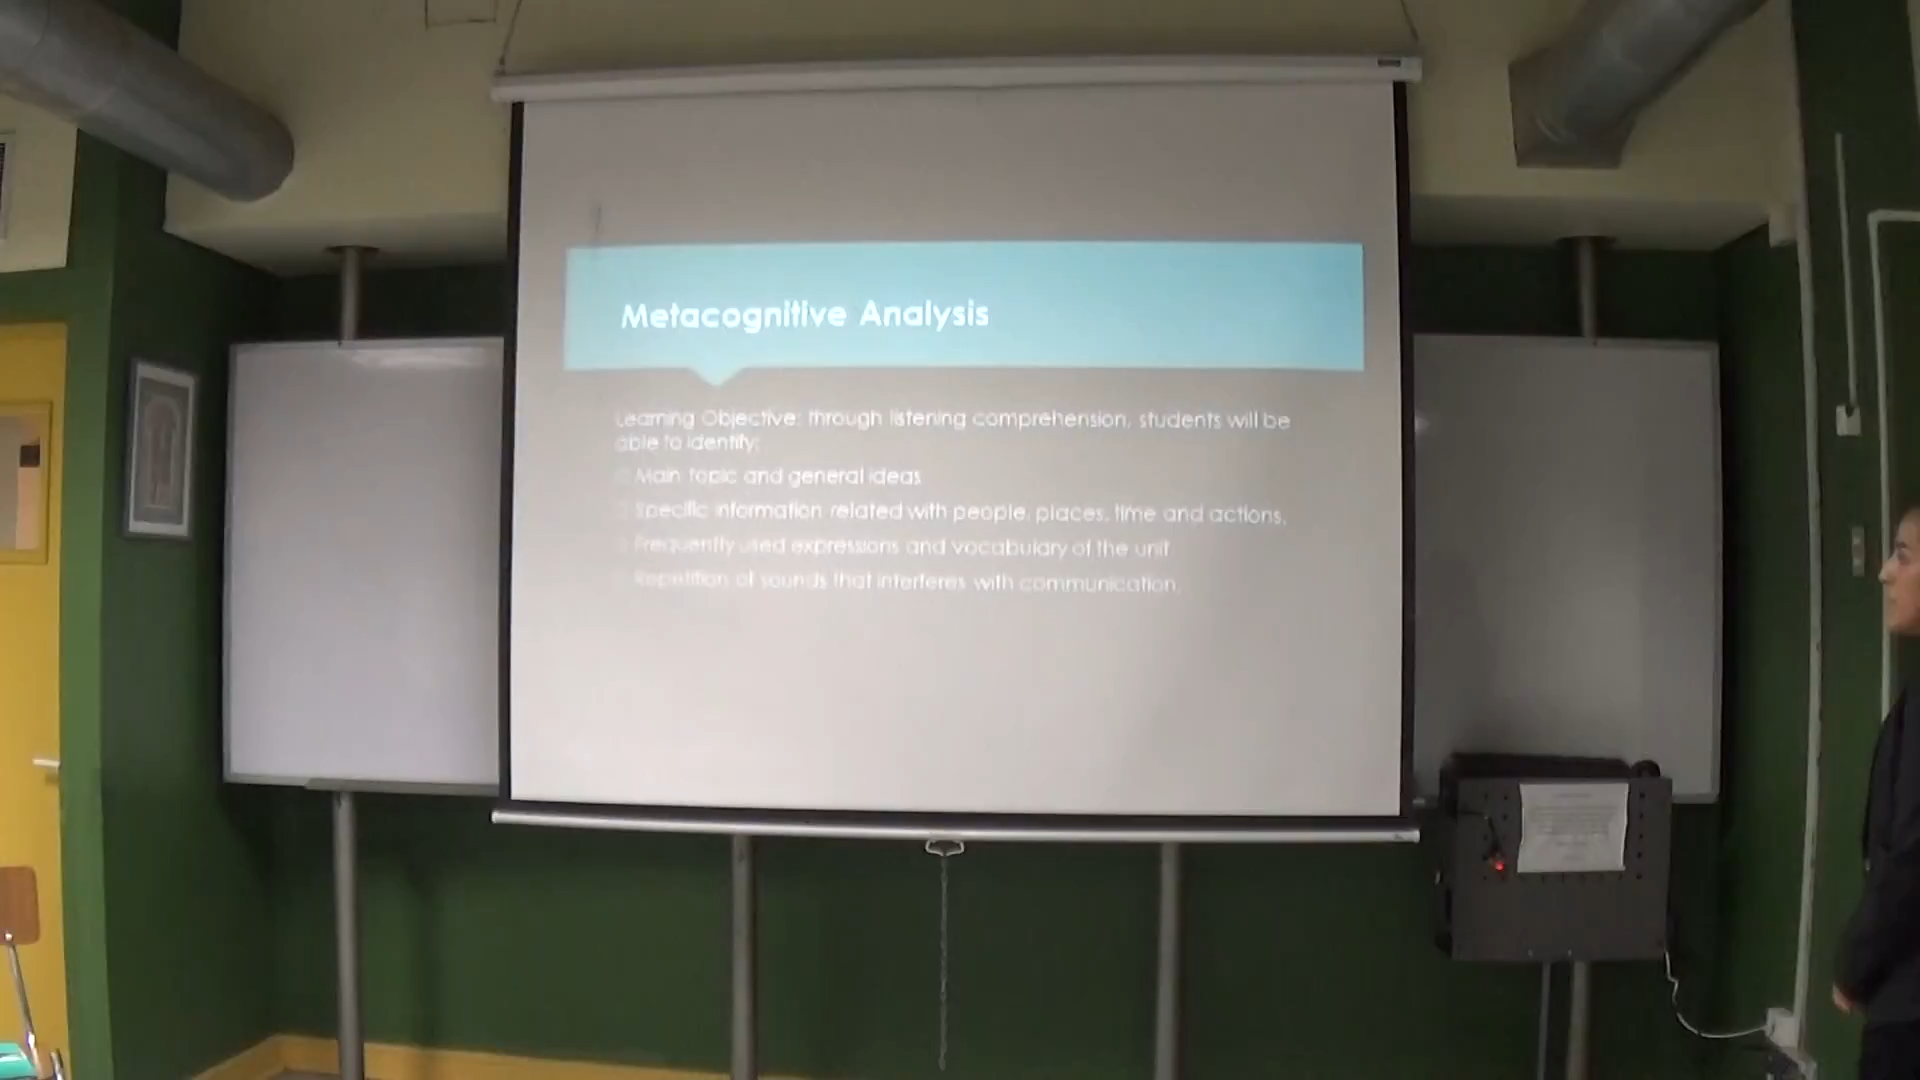 Metacognitive Analysis
Learning Objective: through listening comprehension, students will be
able to identify:
Main topic and general ideas
Specific information related with people, places, time and actions.
Frequently used expressions and vocabulary of the unit
Repetition of sounds that interferes with communication.